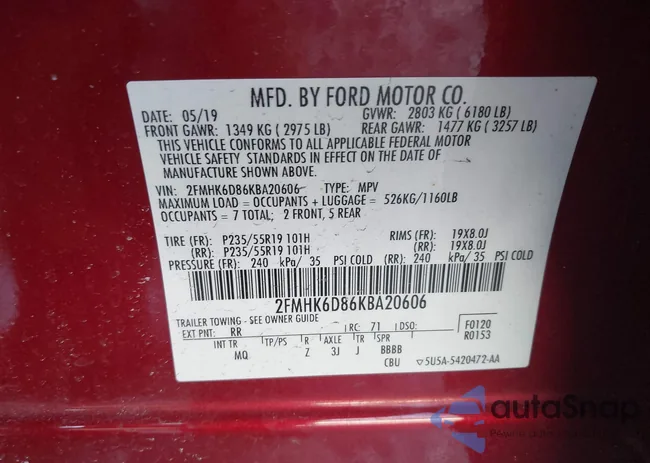 MFD. BY FORD MOTOR CO.
DATE: 05/19 GVWR: 2803 KG ( 6180 LB)
FRONT GAWR: 1349 KG ( 2975 LB) REAR GAWR: 1477 KG ( 3257 LB)
THIS VEHICLE CONFORMS TO ALL APPLICABLE FEDERAL MOTOR
VEHICLE SAFETY STANDARDS IN EFFECT ON THE DATE OF
MANUFACTURE SHOWN ABOVE.
VIN: 2FMHK6D86KBA20606 TYPE: MPV
MAXIMUM LOAD = OCCUPANTS + LUGGAGE = 526KG/1160LB
OCCUPANTS = 7 TOTAL; 2 FRONT, 5 REAR
TIRE (FR): P235/55R19 101H RIMS (FR): 19X8.0J
(RR): P235/55R19 101H (RR): 19X8.0J
PRESSURE (FR): 240 kPa/ 35 PSI COLD (RR): 240 kPa/ 35 PSI COLD
2FMHK6D86KBA20606
TRAILER TOWING - SEE OWNER GUIDE
EXT PNT: RR RC: 71 DSO: F0120
R0153
INT TR TP/PS R AXLE TR SPR
MQ Z 3J J BBBB
CBU 5U5A-5420472-AA
autoSnap